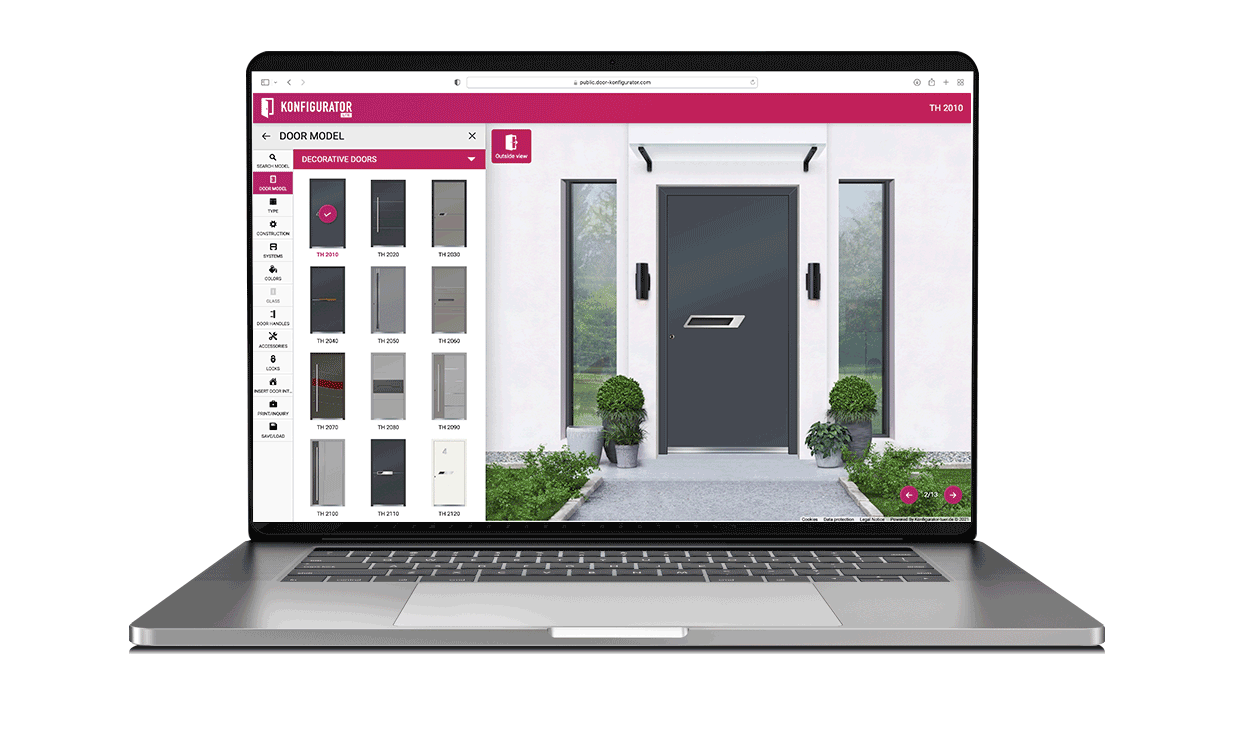 public.door-konfigurator.com
KONFIGURATOR
TH 2010
DOOR MODEL
DECORATIVE DOORS
Outside view
SEARCH MODEL
DOOR MODEL
TYPE
CONSTRUCTION
SYSTEMS
COLORS
GLASS
DOOR HANDLES
ACCESSORIES
LOCKS
INSERT DOOR INT...
PRINT/INQUIRY
SAVE/LOAD
TH 2010
TH 2020
TH 2030
TH 2040
TH 2050
TH 2060
TH 2070
TH 2080
TH 2090
4
TH 2100
TH 2110
TH 2120
2/13
Cookies Data protection Legal Notice Powered by Konfigurator-tuer.de © 2021
control